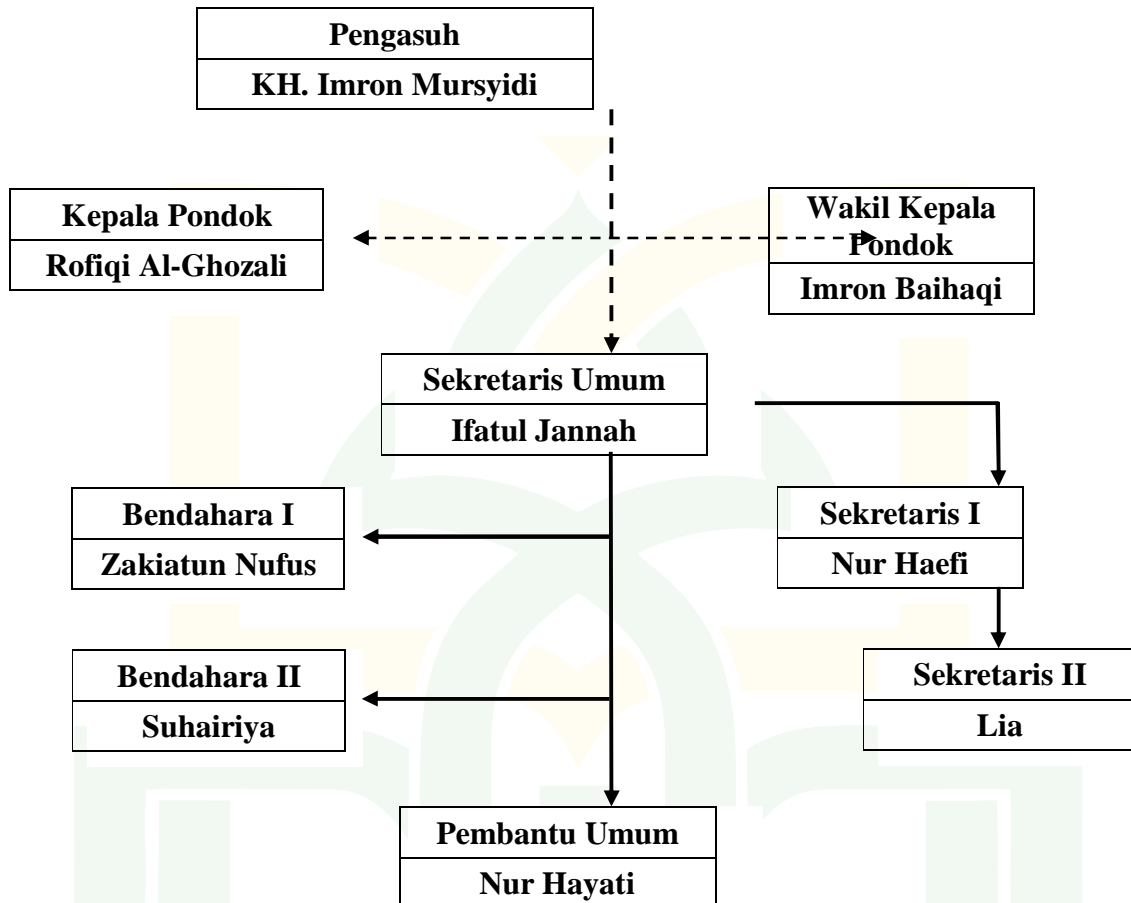 Pengasuh
KH. Imron Mursyidi
Kepala Pondok
Rofiqi Al-Ghozali
Wakil Kepala
Pondok
Imron Baihaqi
Sekretaris Umum
Ifatul Jannah
Bendahara I
Zakiatun Nufus
Sekretaris I
Nur Haefi
Bendahara II
Suhairiya
Sekretaris II
Lia
Pembantu Umum
Nur Hayati